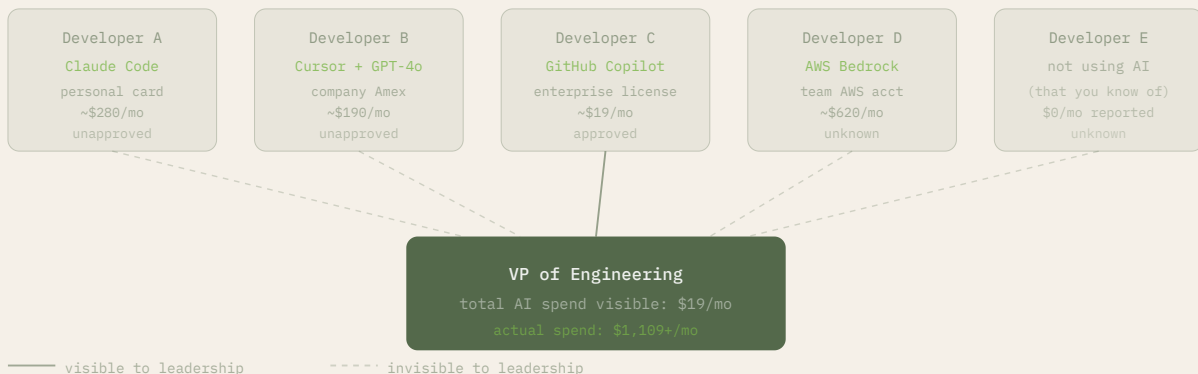 Developer A
Claude Code
personal card
~$280/mo
unapproved
Developer B
Cursor + GPT-4o
company Amex
~$190/mo
unapproved
Developer C
GitHub Copilot
enterprise license
~$19/mo
approved
Developer D
AWS Bedrock
team AWS acct
~$620/mo
unknown
Developer E
not using AI
(that you know of)
$0/mo reported
unknown
VP of Engineering
total AI spend visible: $19/mo
actual spend: $1,109+/mo
visible to leadership
invisible to leadership